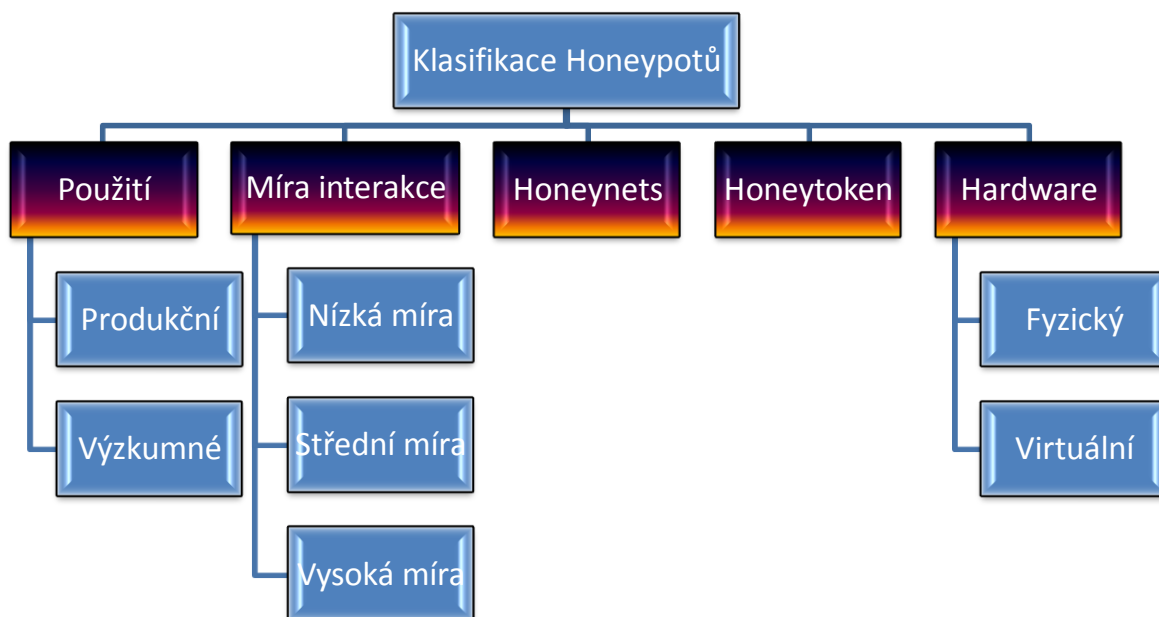 Klasifikace Honeypotů
Použití
Míra interakce
Honeynets
Honeytoken
Hardware
Produkční
Výzkumné
Nízká míra
Střední míra
Vysoká míra
Fyzický
Virtuální